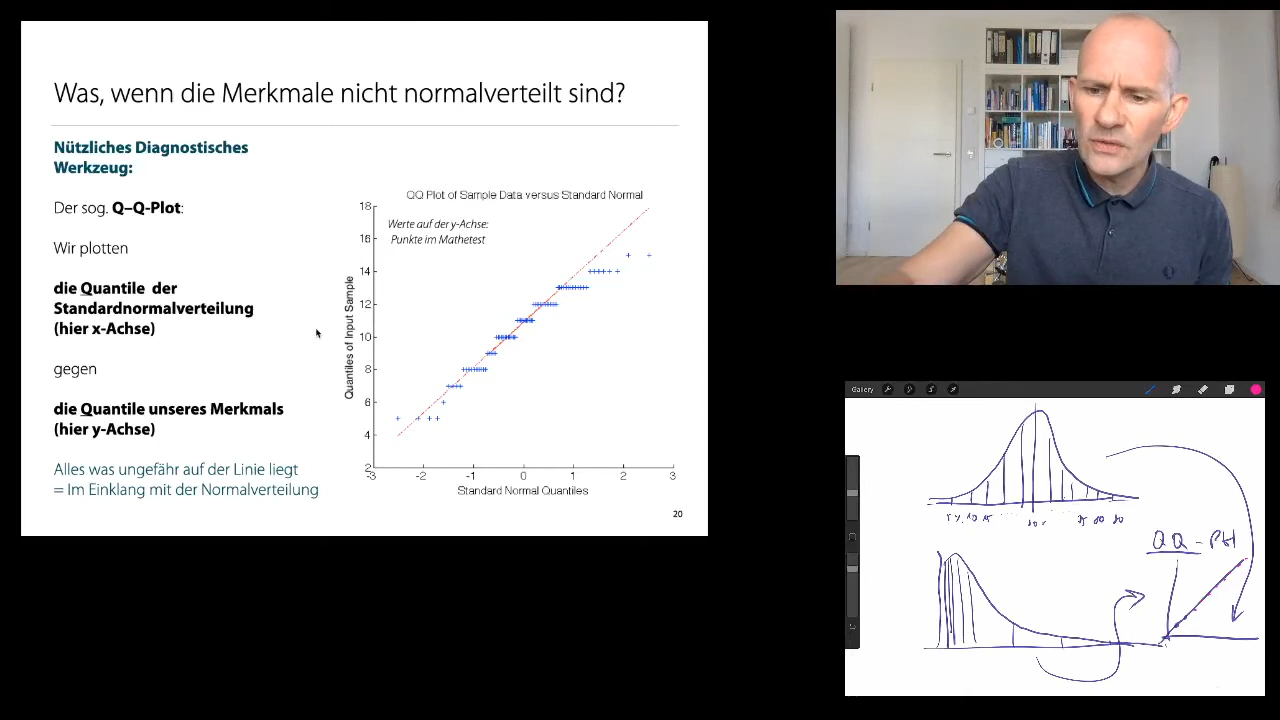 Was, wenn die Merkmale nicht normalverteilt sind?
Nützliches Diagnostisches
Werkzeug:
Der sog. Q–Q-Plot:
Wir plotten
die Quantile der
Standardnormalverteilung
(hier x-Achse)
gegen
die Quantile unseres Merkmals
(hier y-Achse)
Alles was ungefähr auf der Linie liegt
= Im Einklang mit der Normalverteilung
QQ Plot of Sample Data versus Standard Normal
Werte auf der y-Achse:
Punkte im Mathetest
Quantiles of Input Sample
18
16
14
12
10
8
6
4
2
-3 -2 -1 0 1 2 3
Standard Normal Quantiles
20
Gallery
QQ - Plot